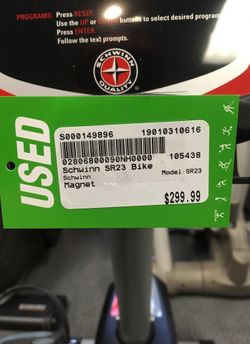 PROGRAMS: Press RESET.
Use the UP or DOWN buttons to select desired program
Press ENTER.
Follow the text prompts.
SCHWINN
QUALITY
USED
S000149896 19010310616
02806800090NH0000 105438
Schwinn SR23 Bike
Schwinn Model: SR23
Magnet
$299.99